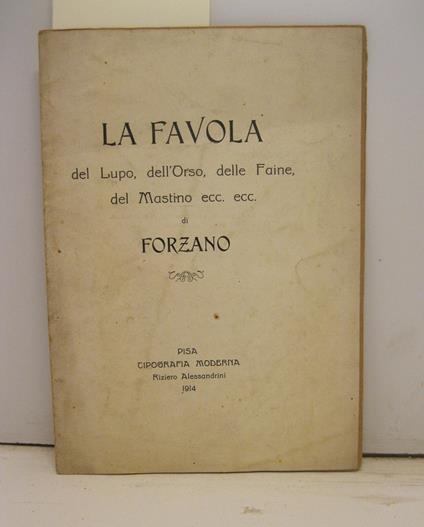 LA FAVOLA
del Lupo, dell'Orso, delle Faine,
del Mastino ecc. ecc.
di
FORZANO
PISA
TIPOGRAFIA MODERNA
Riziero Alessandrini
1914